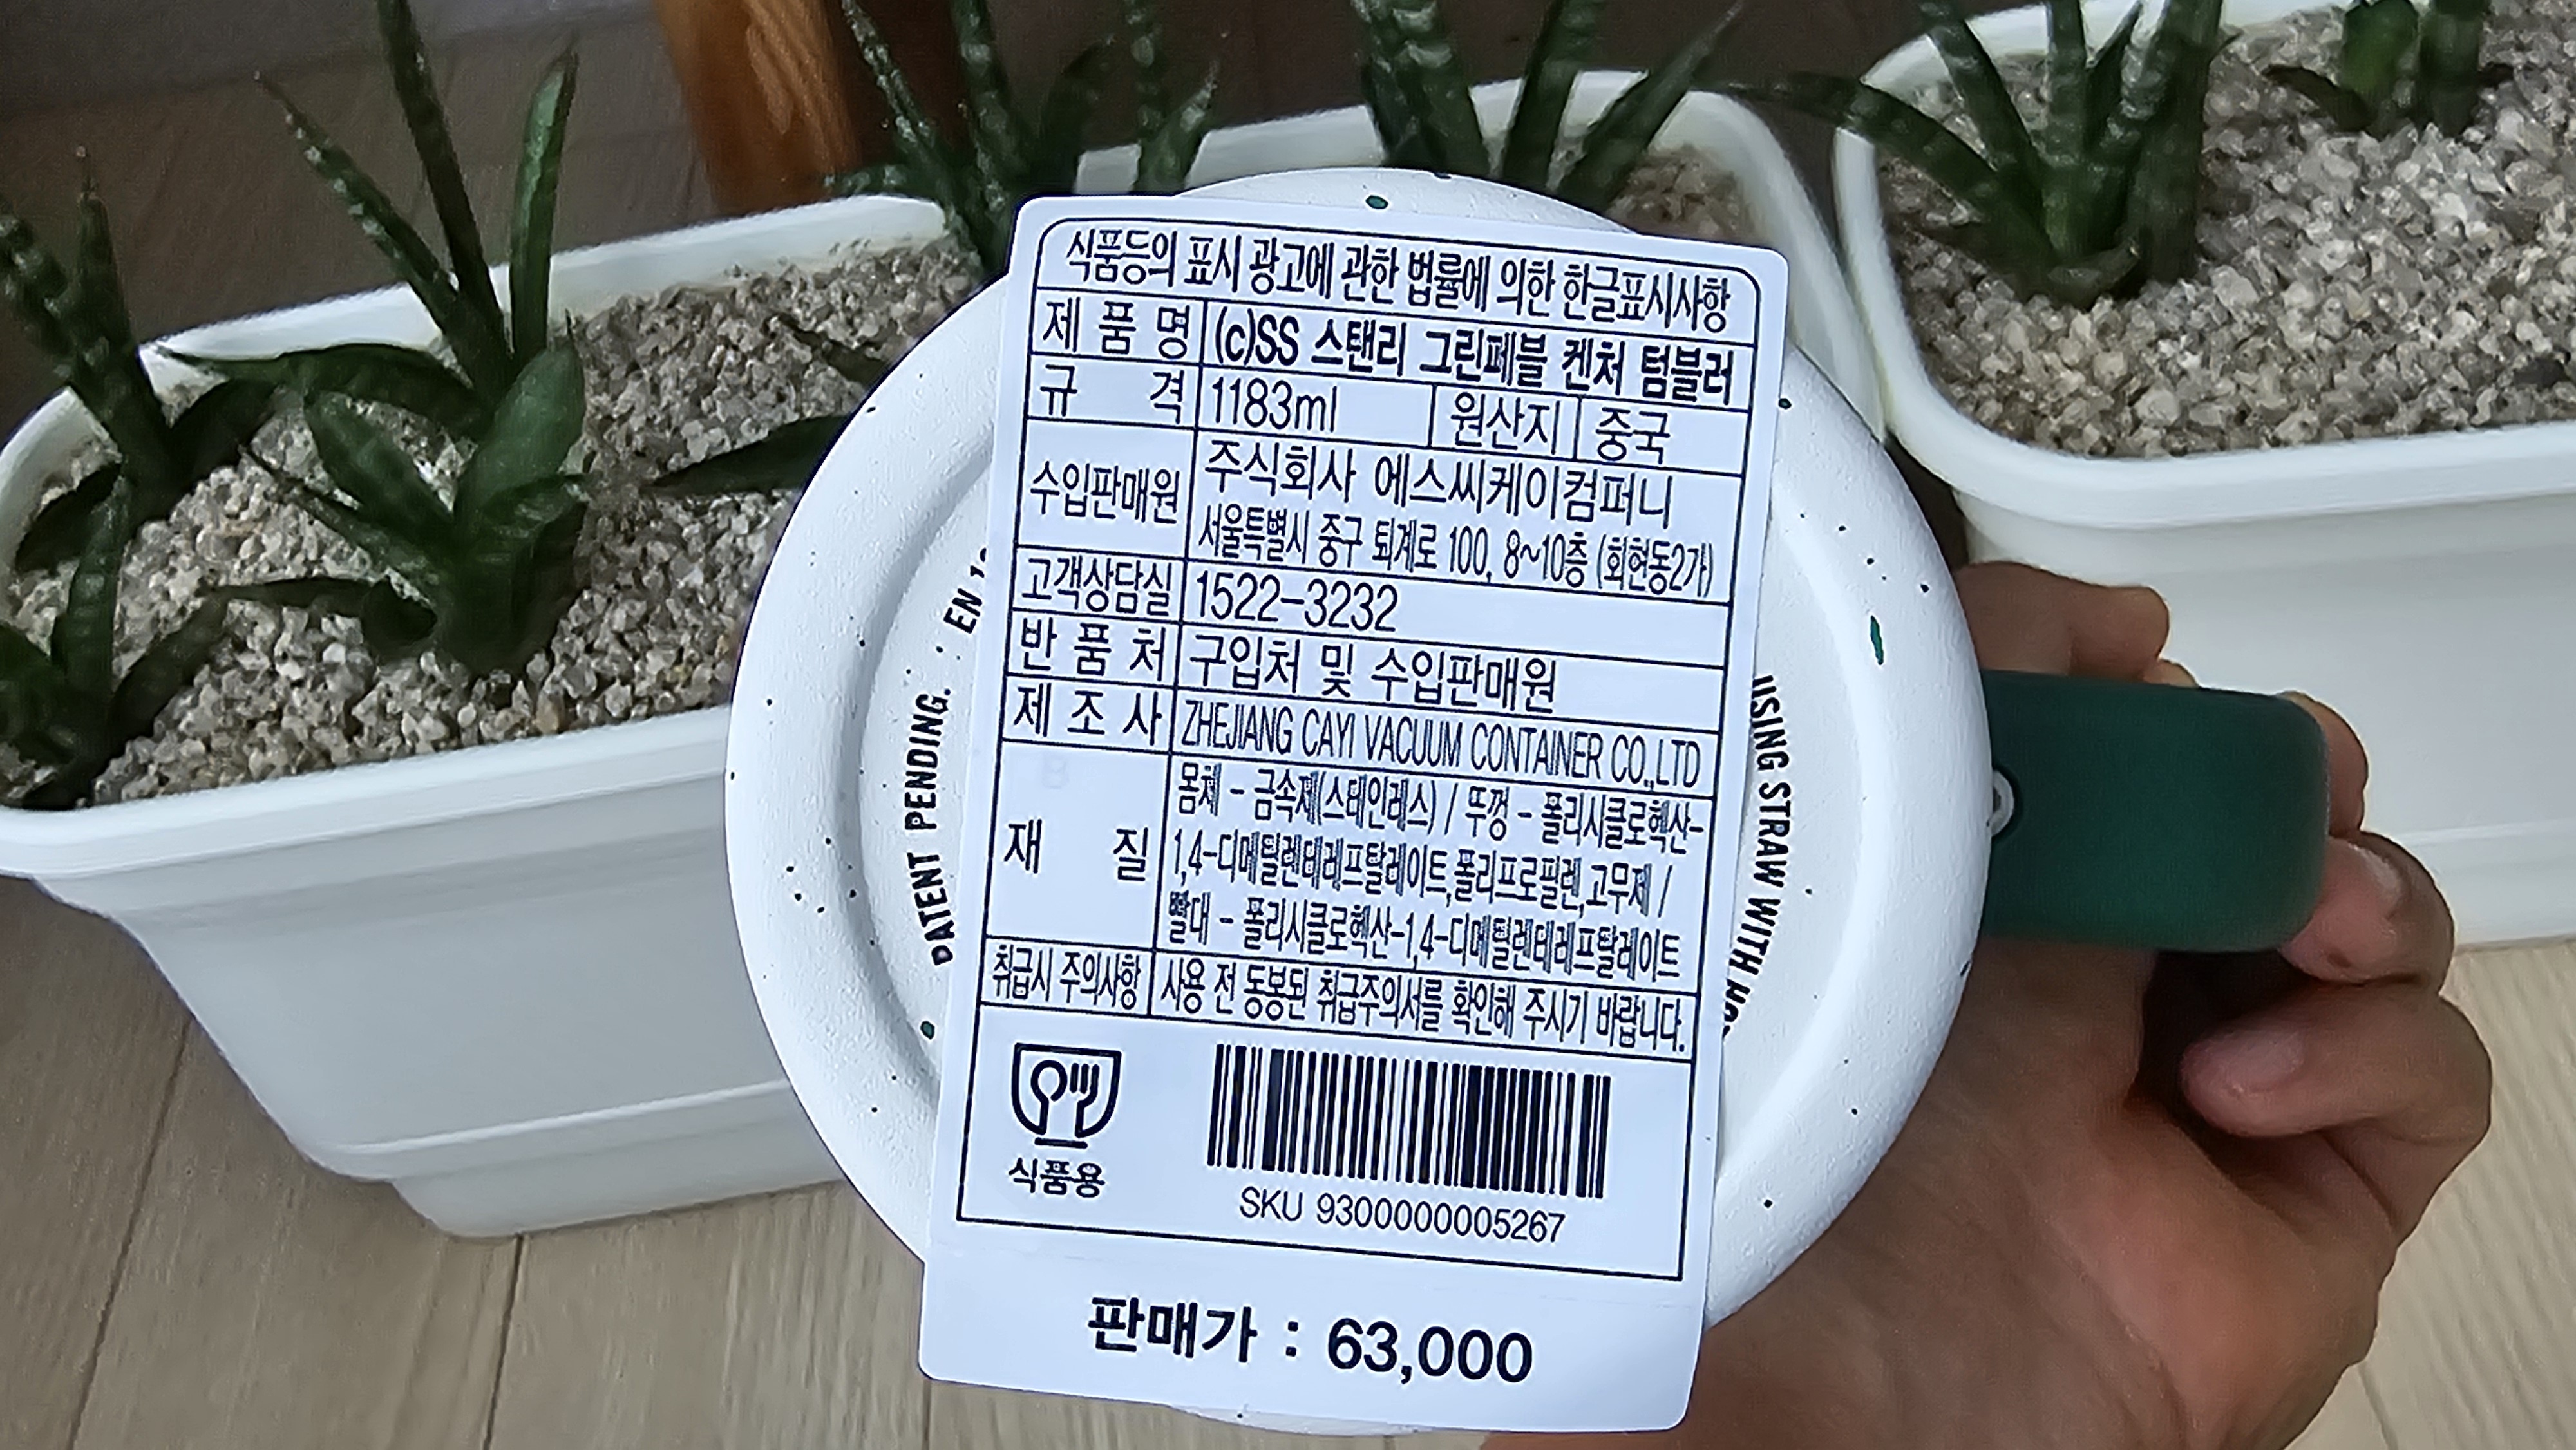 식품등의 표시 광고에 관한 법률에 의한 한글표시사항
제 품 명 (c)SS 스탠리 그린페블 켄처 텀블러
규 격 1183ml 원산지 중국
수입판매원 주식회사 에스씨케이컴퍼니
서울특별시 중구 퇴계로 100, 8~10층 (회현동2가)
고객상담실 1522-3232
반 품 처 구입처 및 수입판매원
제 조 사 ZHEJIANG CAYI VACUUM CONTAINER CO.,LTD
재 질 몸체 - 금속제(스테인레스) / 뚜껑 - 폴리시클로헥산-
1,4-디메틸렌테레프탈레이트,폴리프로필렌,고무제 /
빨대 - 폴리시클로헥산-1,4-디메틸렌테레프탈레이트
취급시 주의사항 사용 전 동봉된 취급주의서를 확인해 주시기 바랍니다.
식품용
SKU 9300000005267
판매가 : 63,000
PATENT PENDING. · EN
USING STRAW WITH